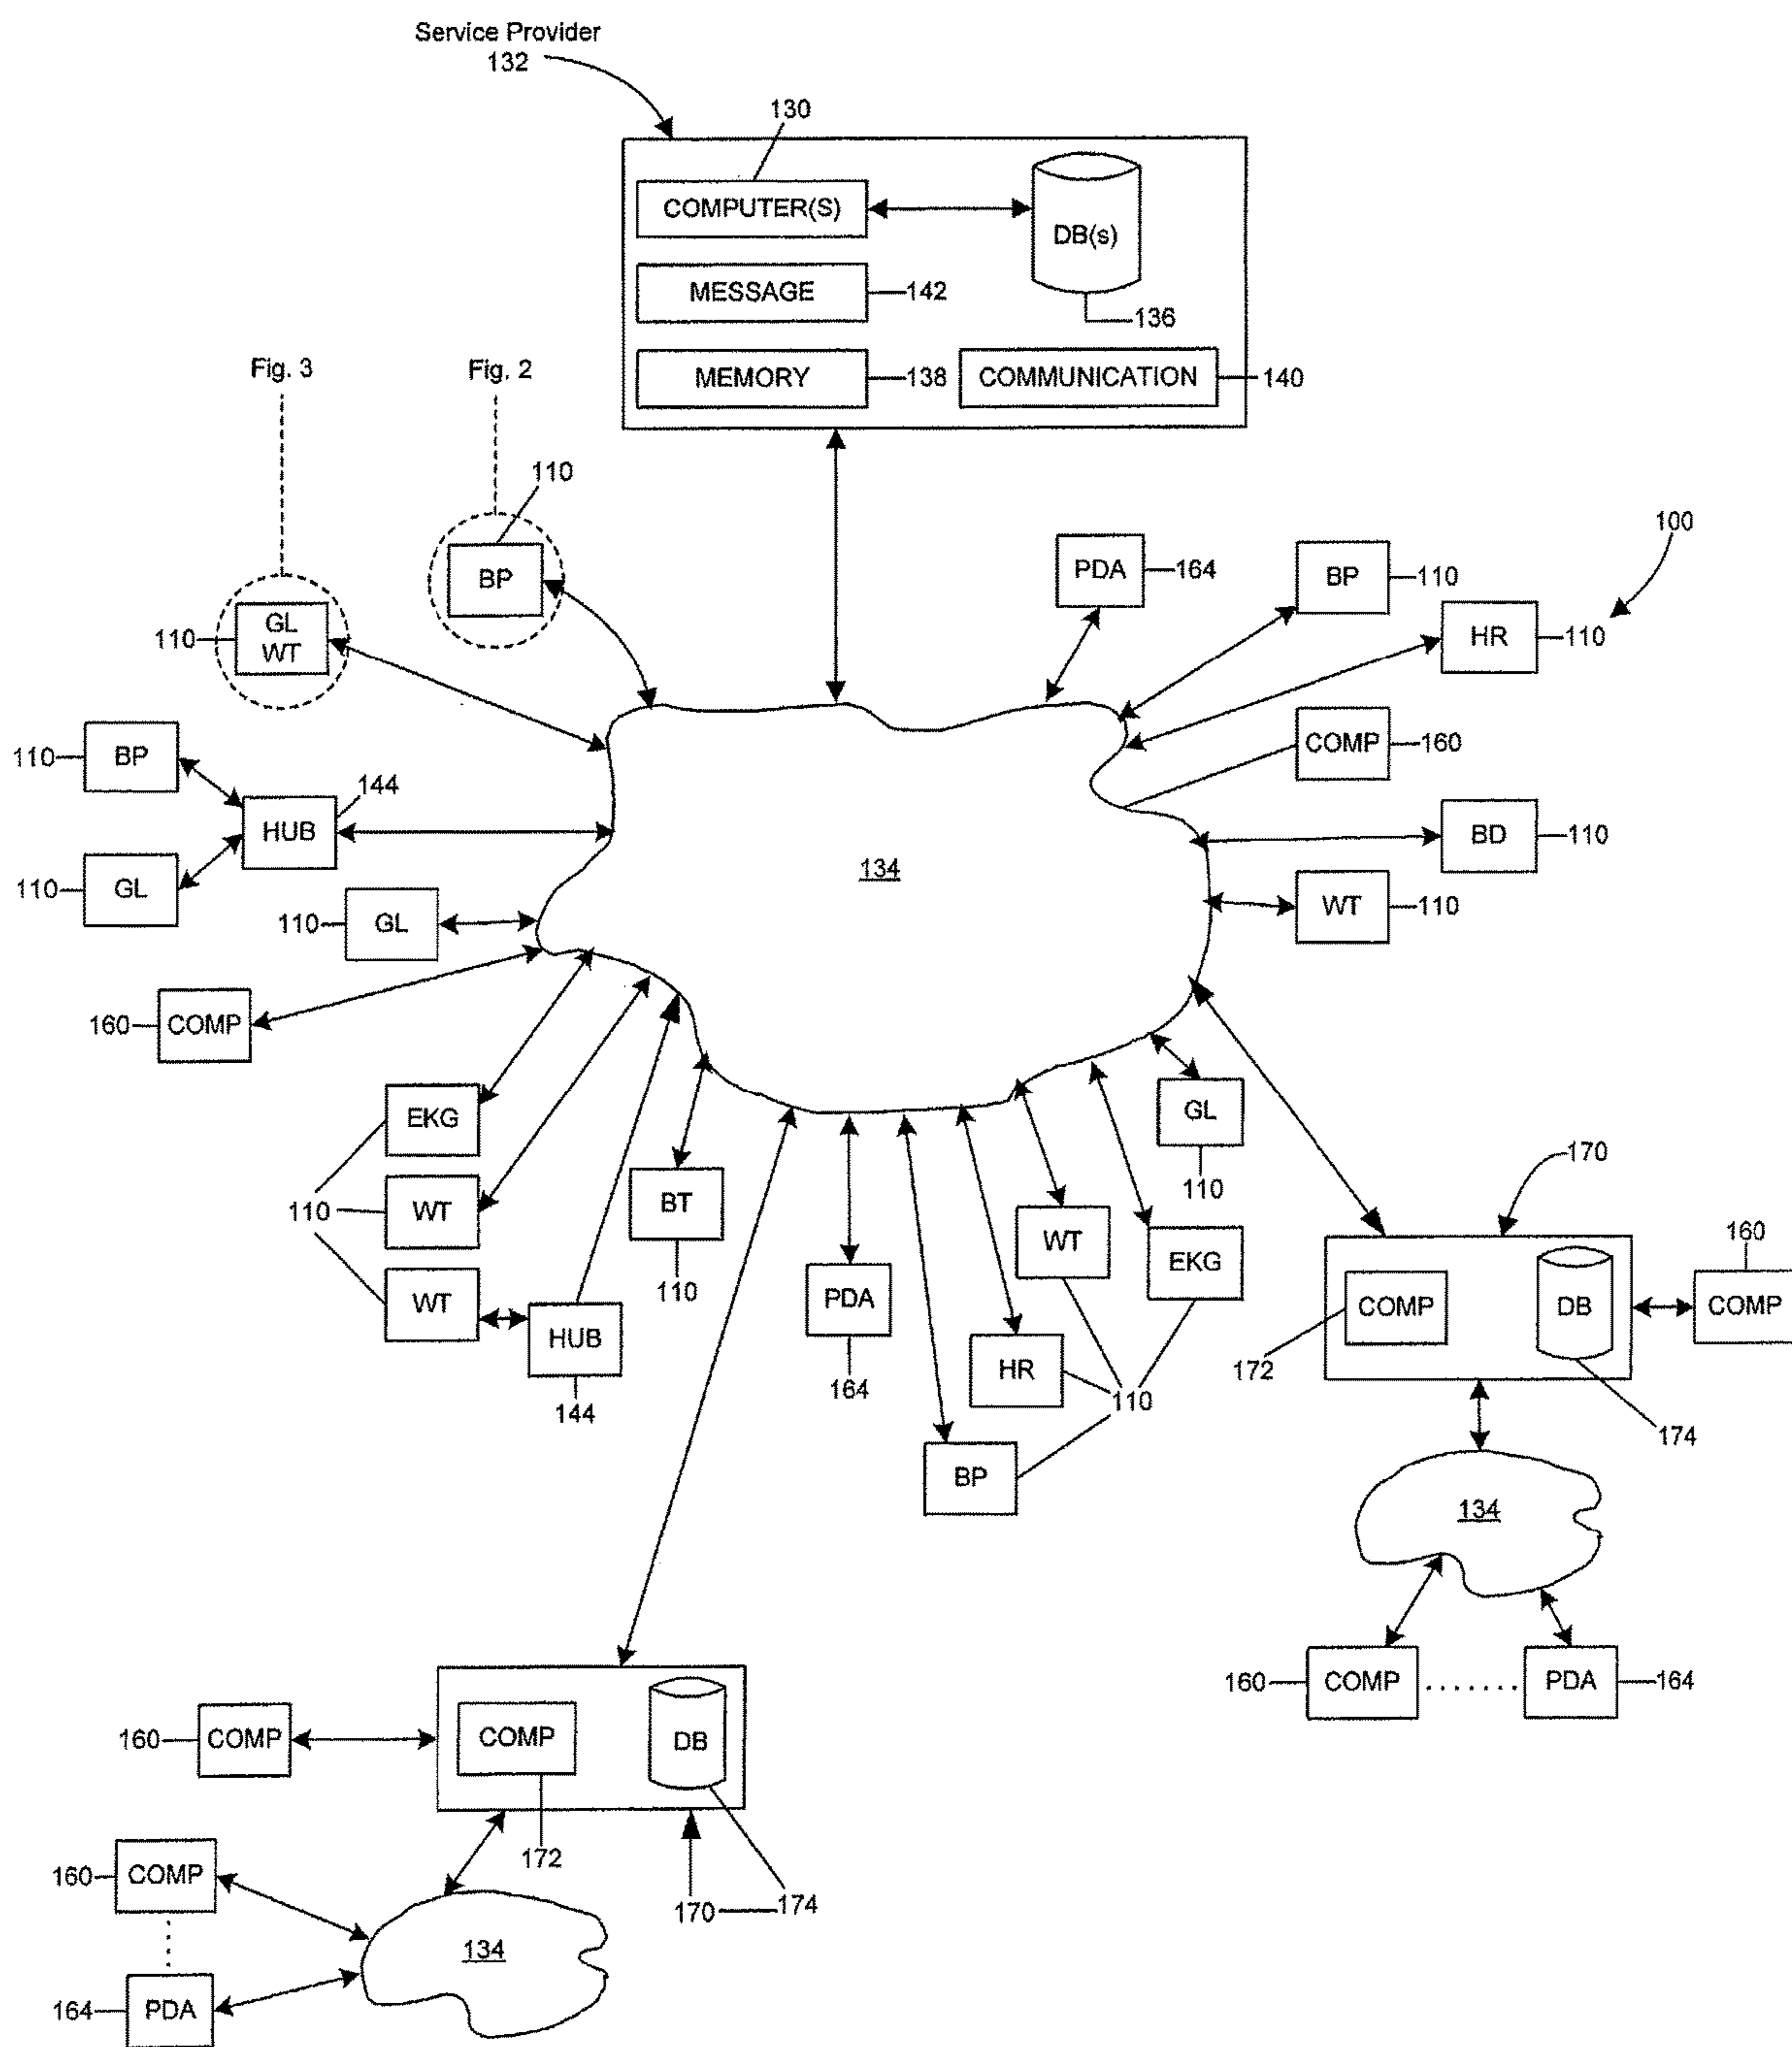 Service Provider
132
130
COMPUTER(S)
DB(s)
MESSAGE
142
136
MEMORY
138
COMMUNICATION
140
Fig. 3
Fig. 2
110
BP
100
PDA
164
BP
110
HR
110
110
GL
WT
COMP
160
110
BP
144
HUB
110
GL
134
BD
110
WT
110
110
GL
160
COMP
EKG
110
WT
WT
HUB
144
BT
110
PDA
164
BP
HR
WT
EKG
110
GL
110
170
160
COMP
DB
COMP
172
174
134
160
COMP
.......
PDA
164
160
COMP
COMP
DB
172
170
174
160
COMP
134
164
PDA